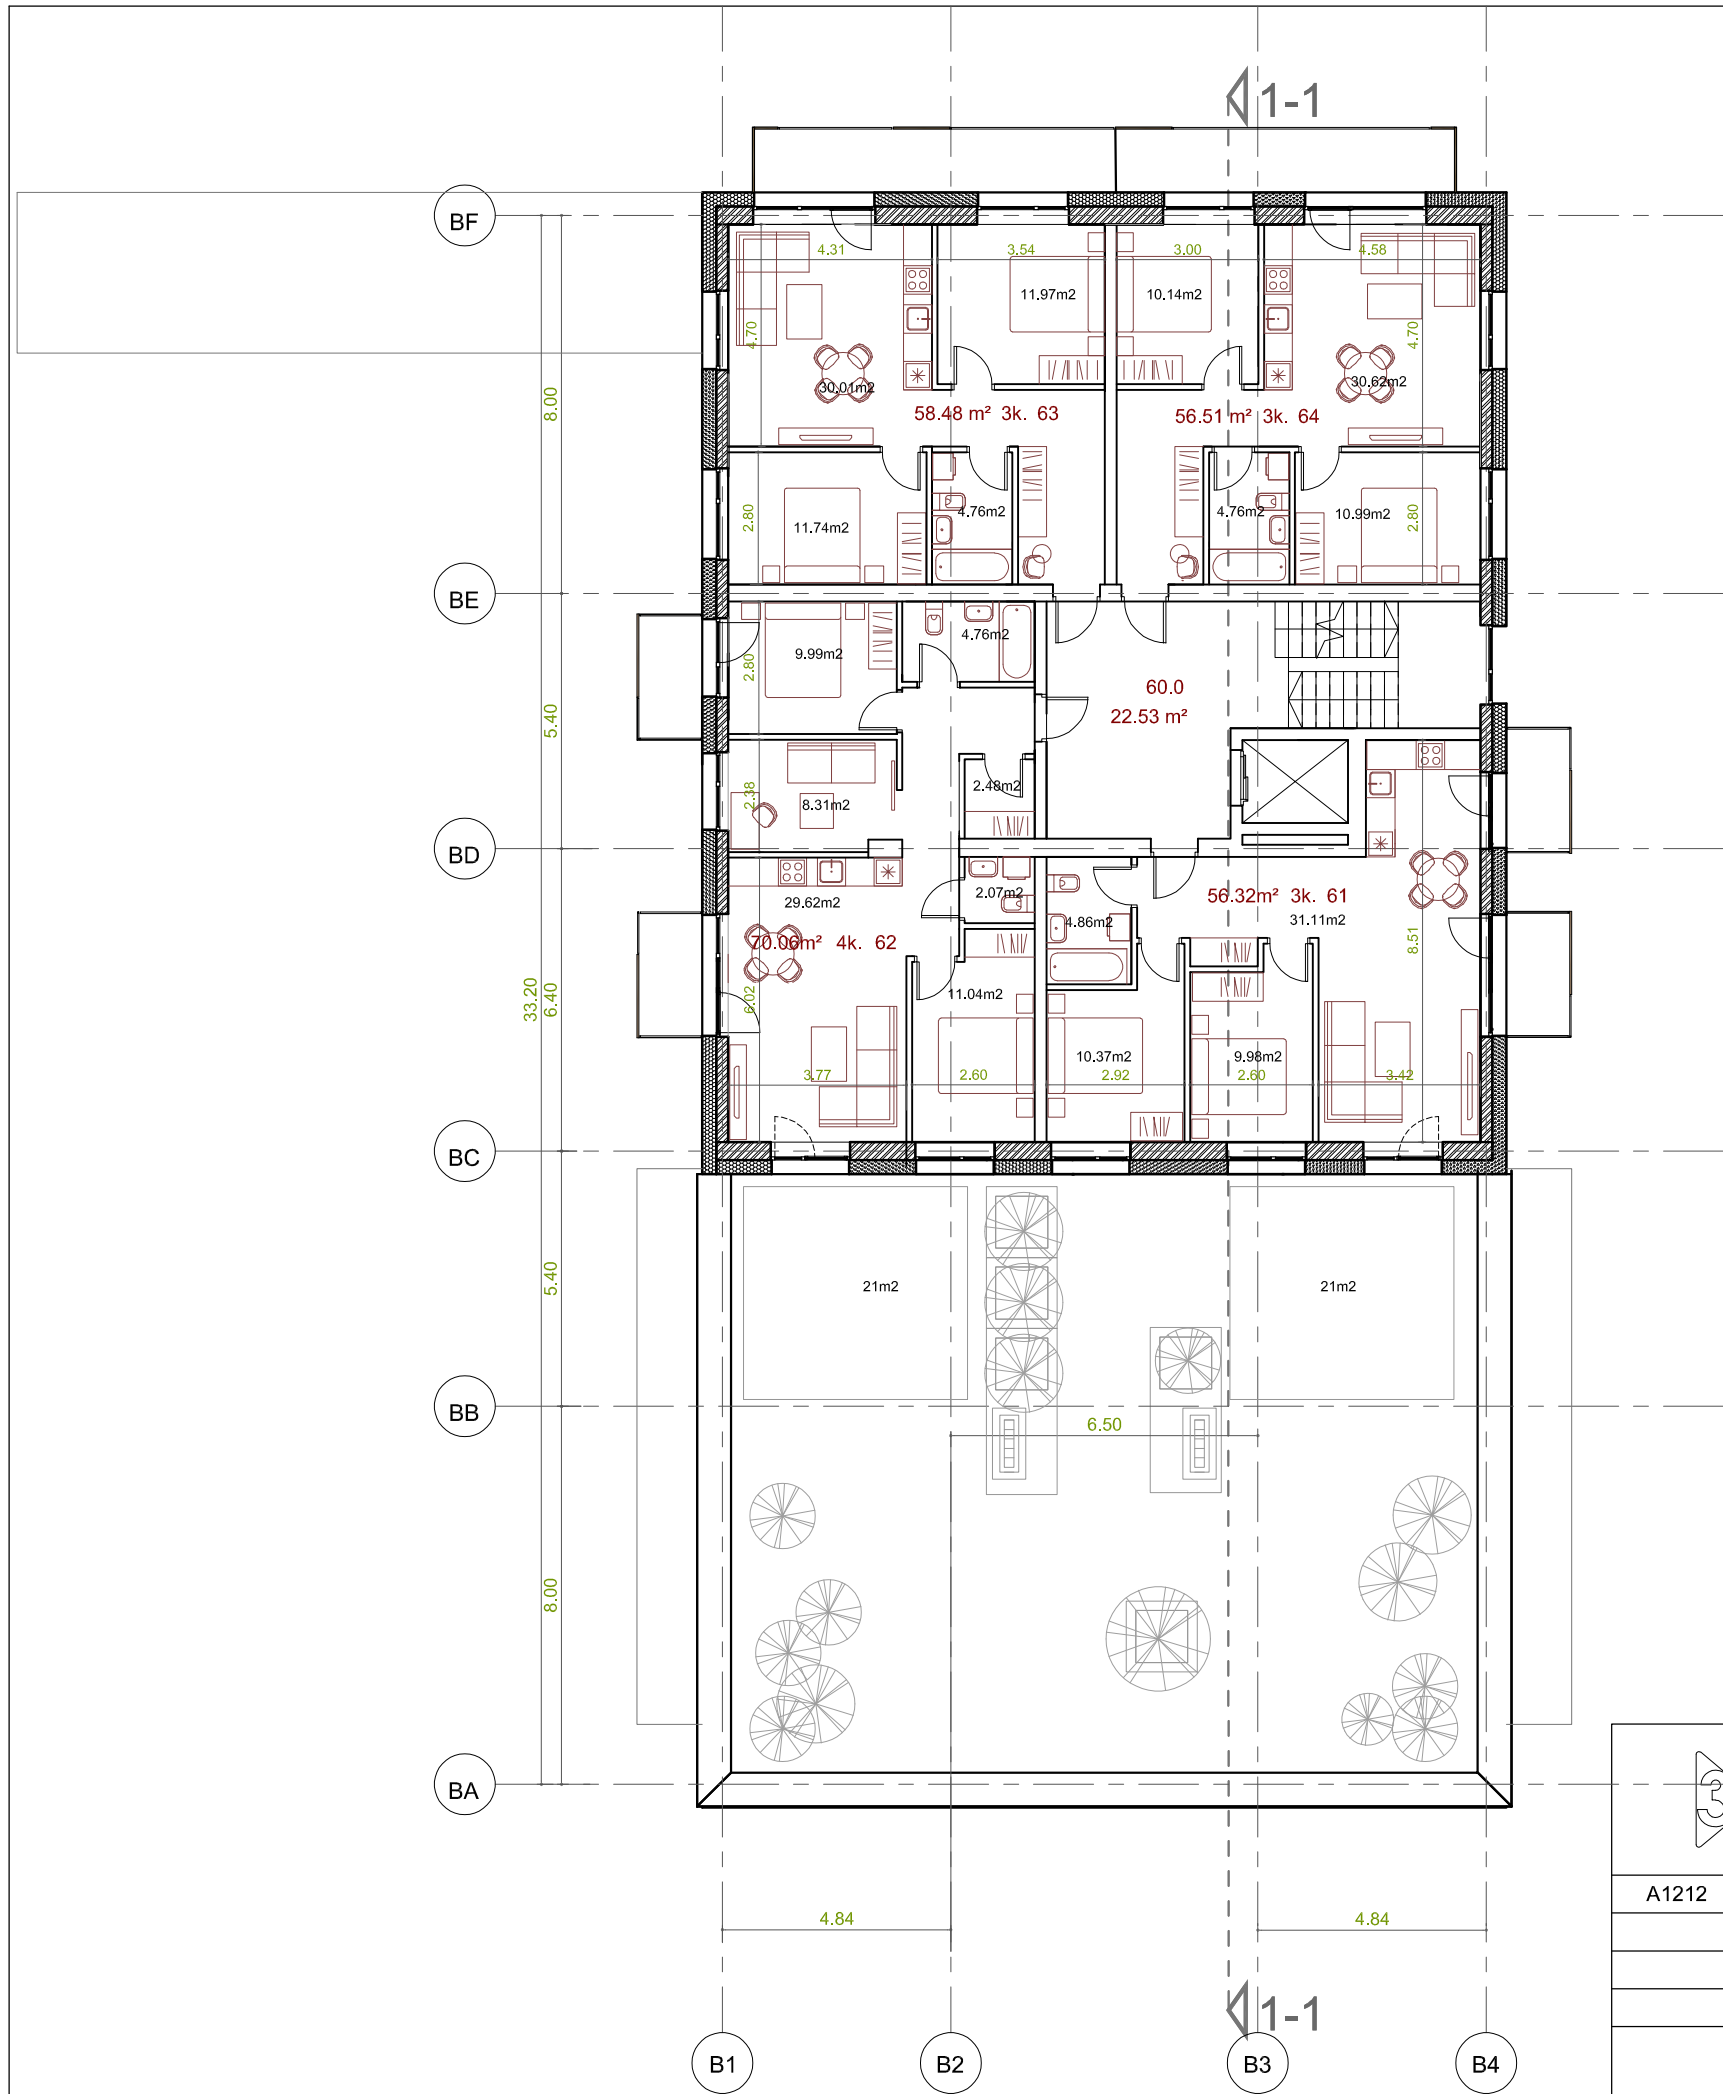 1-1
BF
4.31
3.54
3.00
4.58
11.97m2
10.14m2
4.70
4.70
30.01m2
30.62m2
8.00
58.48 m² 3k. 63
56.51 m² 3k. 64
2.80
11.74m2
4.76m2
4.76m2
10.99m2
2.80
BE
4.76m2
9.99m2
2.80
60.0
22.53 m²
5.40
2.38
8.31m2
2.48m2
BD
29.62m2
2.07m2
56.32m² 3k. 61
4.86m2
31.11m2
70.06m² 4k. 62
8.51
33.20
6.40
6.02
11.04m2
10.37m2
9.98m2
3.77
2.60
2.92
2.60
3.42
BC
5.40
21m2
21m2
BB
6.50
8.00
BA
3
A1212
4.84
4.84
1-1
B1
B2
B3
B4